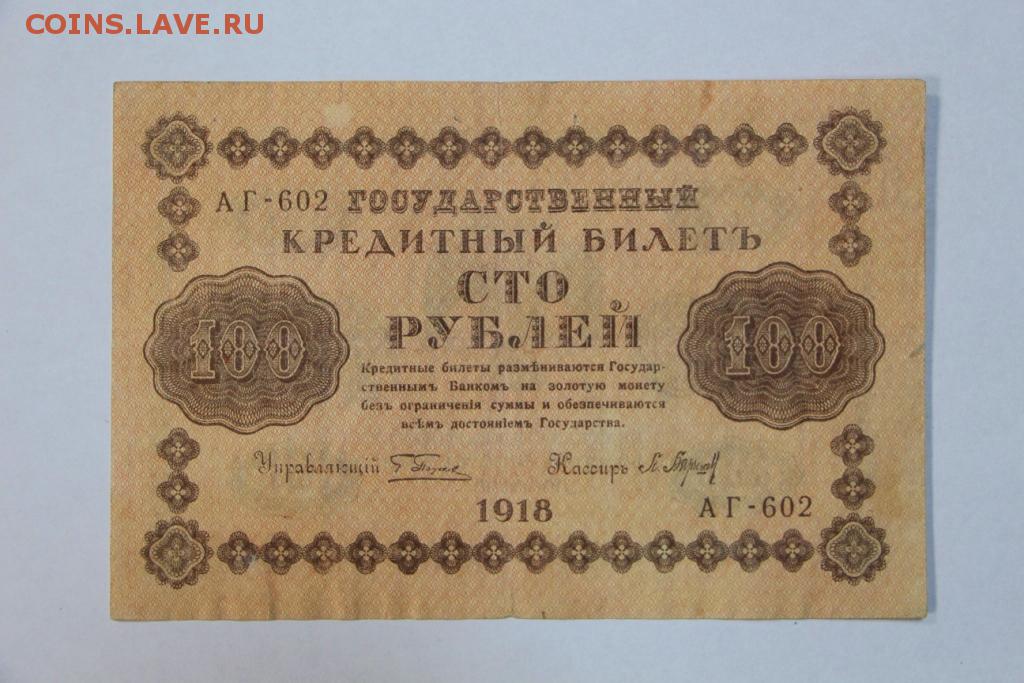 COINS.LAVE.RU
АГ-602 ГОСУДАРСТВЕННЫЙ
КРЕДИТНЫЙ БИЛЕТЪ
СТО
РУБЛЕЙ
100
100
Кредитные билеты размѣниваются Государ-
ственнымъ Банкомъ на золотую монету
безъ ограниченія суммы и обезпечиваются
всѣмъ достояніемъ Государства.
Управляющій
Кассиръ
1918
АГ-602